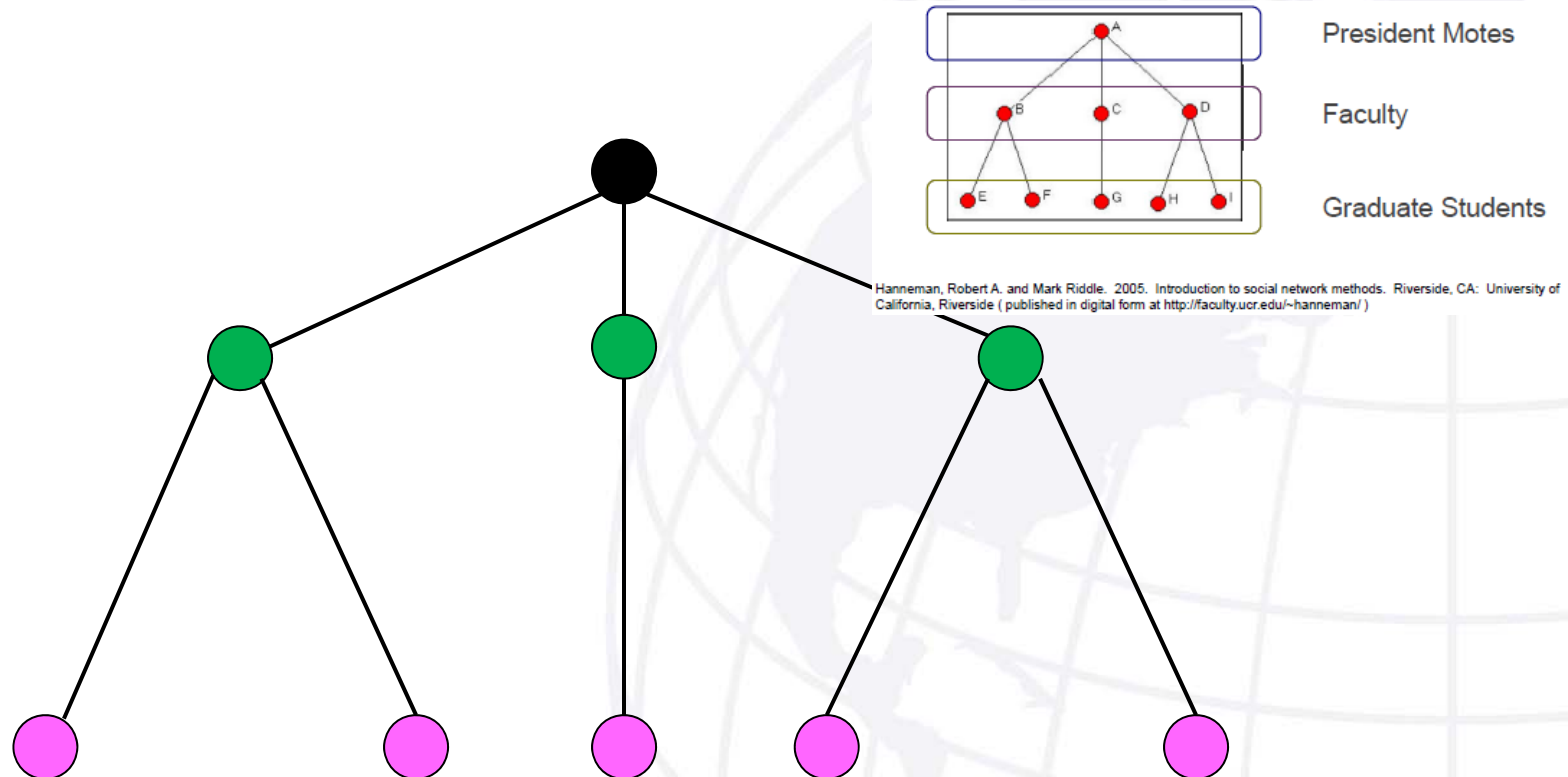 A
President Motes
B
C
D
Faculty
E
F
G
H
I
Graduate Students
Hanneman, Robert A. and Mark Riddle. 2005. Introduction to social network methods. Riverside, CA: University of
California, Riverside ( published in digital form at http://faculty.ucr.edu/~hanneman/ )